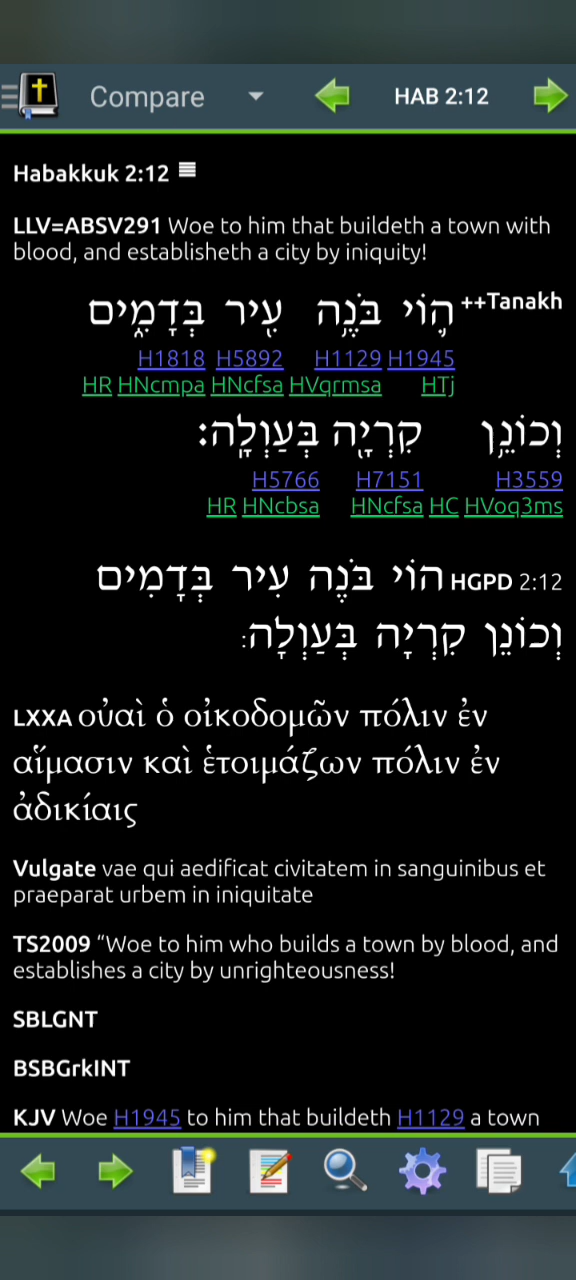 Compare
HAB 2:12
Habakkuk 2:12
LLV=ABSV291 Woe to him that buildeth a town with
blood, and establisheth a city by iniquity!
++Tanakh ה֛וֹי בֹּנֶ֥ה עִ֖יר בְּדָמִ֑ים
H1818 H5892 H1129 H1945
HR HNcmpa HNcfsa HVqrmsa HTj
וְכוֹנֵ֥ן קִרְיָ֖ה בְּעַוְלָֽה׃
H5766 H7151 H3559
HR HNcbsa HNcfsa HC HVoq3ms
HGPD 2:12 הוֹי בֹּנֶה עִיר בְּדָמִים
וְכוֹנֵן קִרְיָה בְּעַוְלָה׃
LXXA οὐαὶ ὁ οἰκοδομῶν πόλιν ἐν
αἵμασιν καὶ ἑτοιμάζων πόλιν ἐν
ἀδικίαις
Vulgate vae qui aedificat civitatem in sanguinibus et
praeparat urbem in iniquitate
TS2009 “Woe to him who builds a town by blood, and
establishes a city by unrighteousness!
SBLGNT
BSBGrkINT
KJV Woe H1945 to him that buildeth H1129 a town